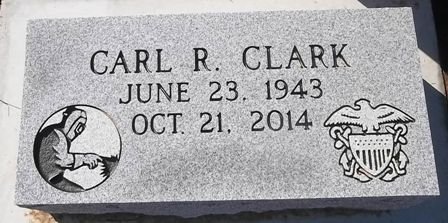 CARL R. CLARK
JUNE 23, 1943
OCT. 21, 2014